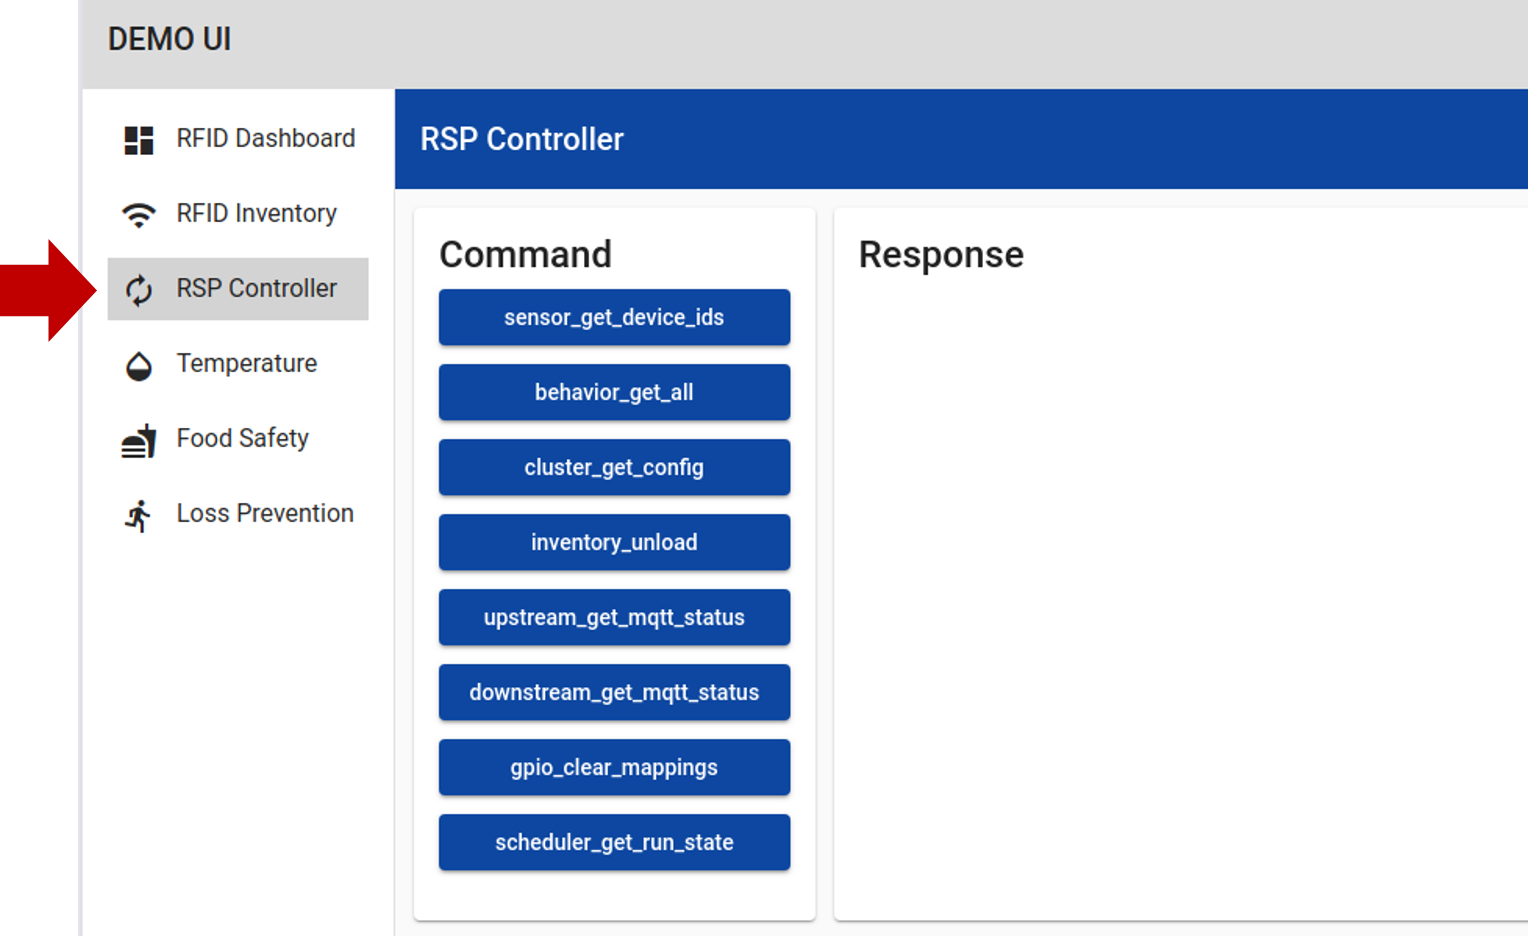 DEMO UI
RFID Dashboard
RFID Inventory
RSP Controller
Temperature
Food Safety
Loss Prevention
RSP Controller
Command
sensor_get_device_ids
behavior_get_all
cluster_get_config
inventory_unload
upstream_get_mqtt_status
downstream_get_mqtt_status
gpio_clear_mappings
scheduler_get_run_state
Response